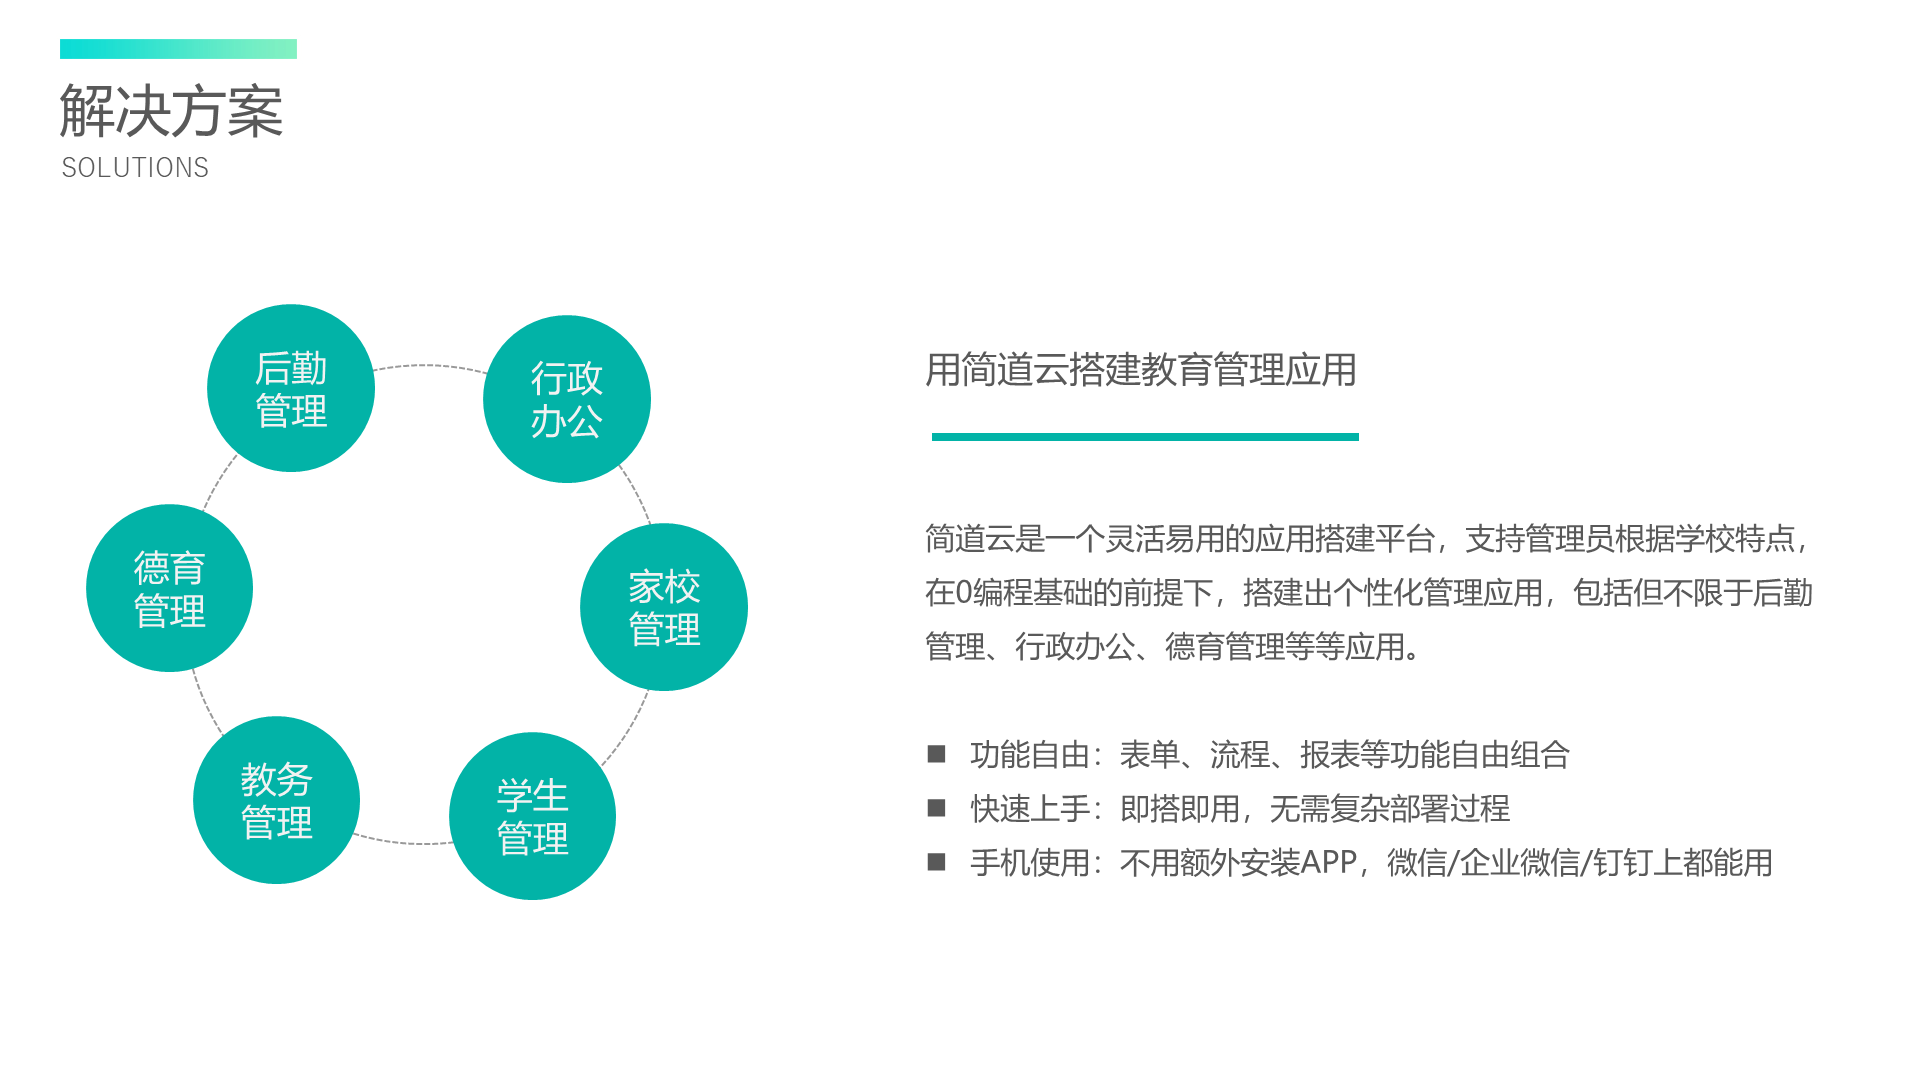 解决方案
SOLUTIONS
后勤
管理
行政
办公
德育
管理
家校
管理
教务
管理
学生
管理
用简道云搭建教育管理应用
简道云是一个灵活易用的应用搭建平台，支持管理员根据学校特点，
在0编程基础的前提下，搭建出个性化管理应用，包括但不限于后勤
管理、行政办公、德育管理等等应用。
■ 功能自由：表单、流程、报表等功能自由组合
■ 快速上手：即搭即用，无需复杂部署过程
■ 手机使用：不用额外安装APP，微信/企业微信/钉钉上都能用